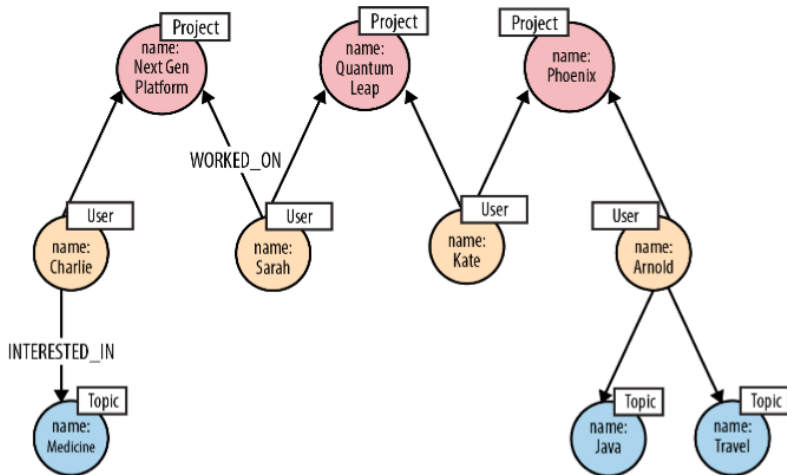 Project
name:
Next Gen
Platform
Project
name:
Quantum
Leap
Project
name:
Phoenix
WORKED_ON
User
name:
Charlie
User
name:
Sarah
User
name:
Kate
User
name:
Arnold
INTERESTED_IN
Topic
name:
Medicine
Topic
name:
Java
Topic
name:
Travel